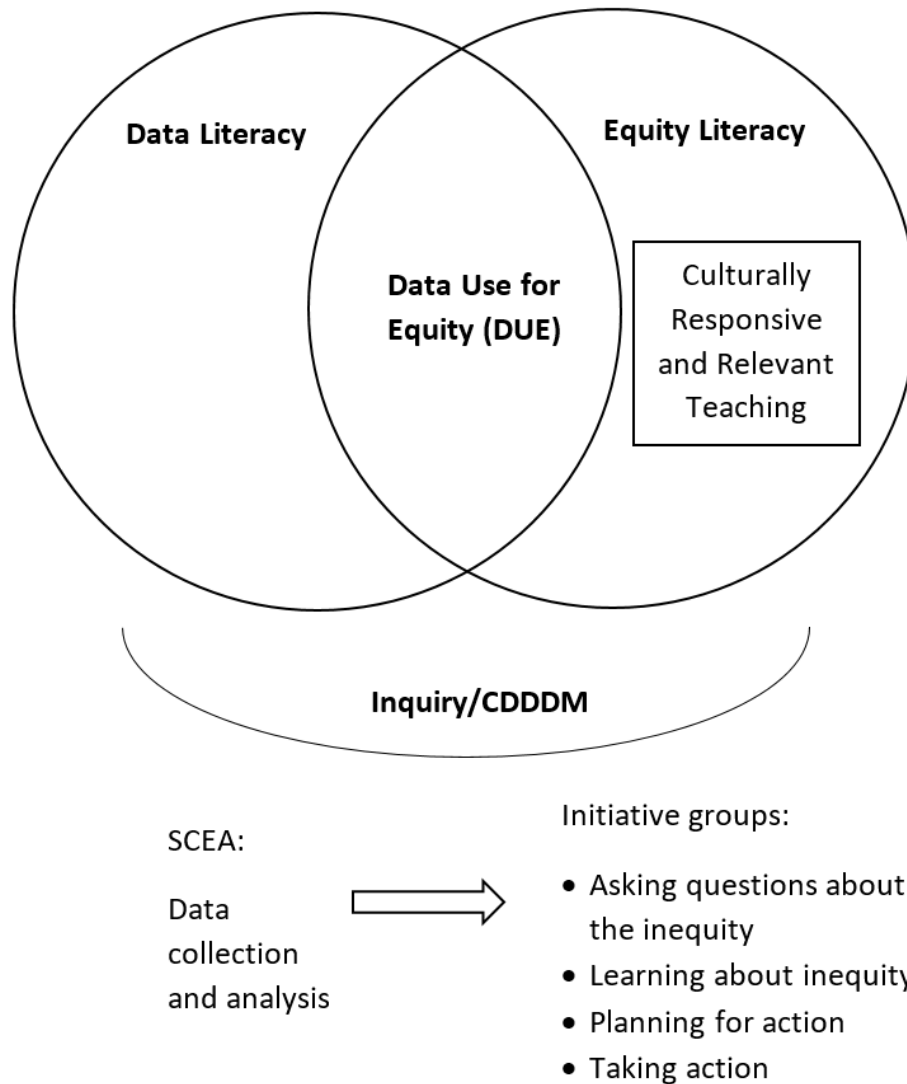 Data Literacy
Equity Literacy
Data Use for
Equity (DUE)
Culturally
Responsive
and Relevant
Teaching
Inquiry/CDDDM
SCEA:
Data
collection
and analysis
Initiative groups:
• Asking questions about
the inequity
• Learning about inequity
• Planning for action
• Taking action